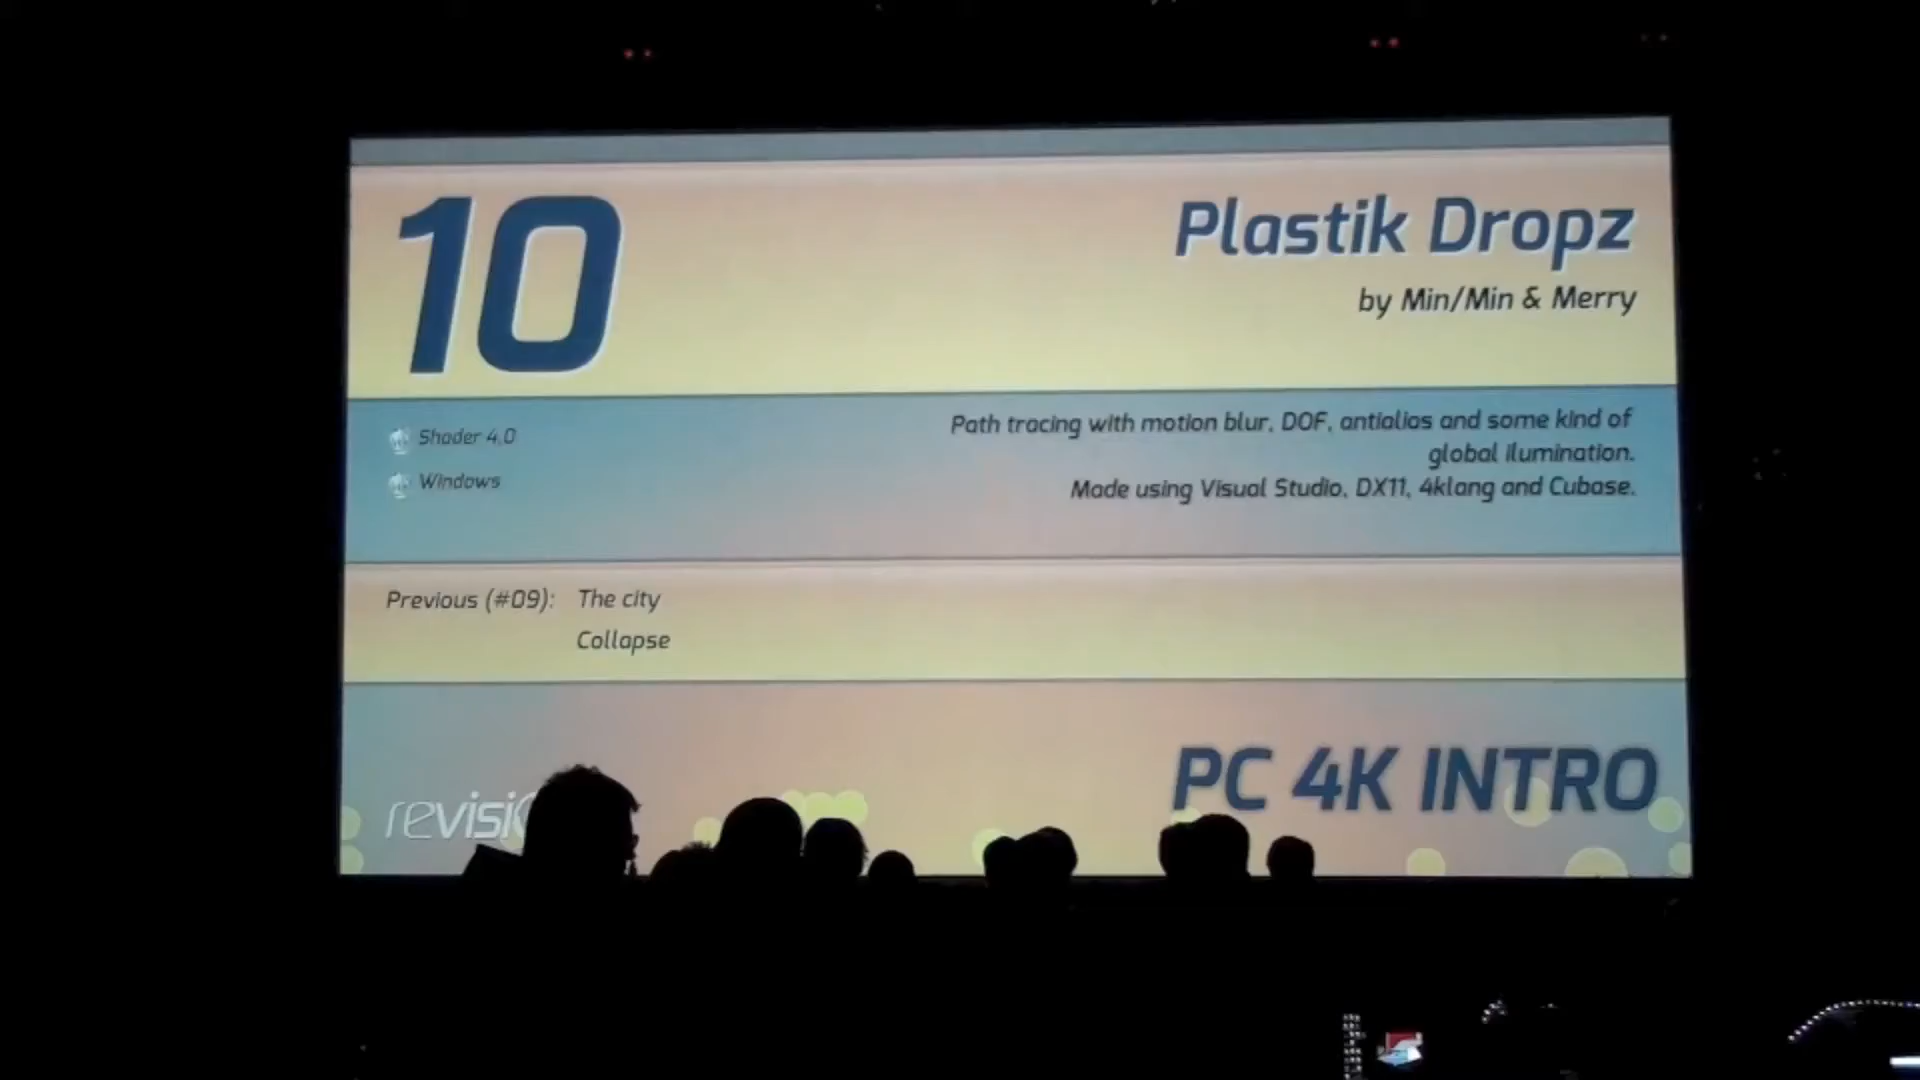 10
Plastik Dropz
by Min/Min & Merry
Shader 4.0
Windows
Path tracing with motion blur, DOF, antialias and some kind of
global ilumination.
Made using Visual Studio, DX11, 4klang and Cubase.
Previous (#09): The city
Collapse
PC 4K INTRO
revisi